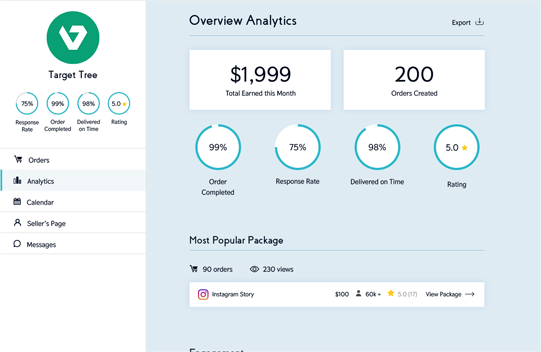 Target Tree
75%
99%
98%
5.0
Response Rate
Order Completed
Delivered on Time
Rating
Orders
Analytics
Calendar
Seller's Page
Messages
Overview Analytics
Export
$1,999
Total Earned this Month
200
Orders Created
99%
75%
98%
5.0
Order Completed
Response Rate
Delivered on Time
Rating
Most Popular Package
90 orders
230 views
Instagram Story
$100
60k
5.0 (17)
View Package
Engagement